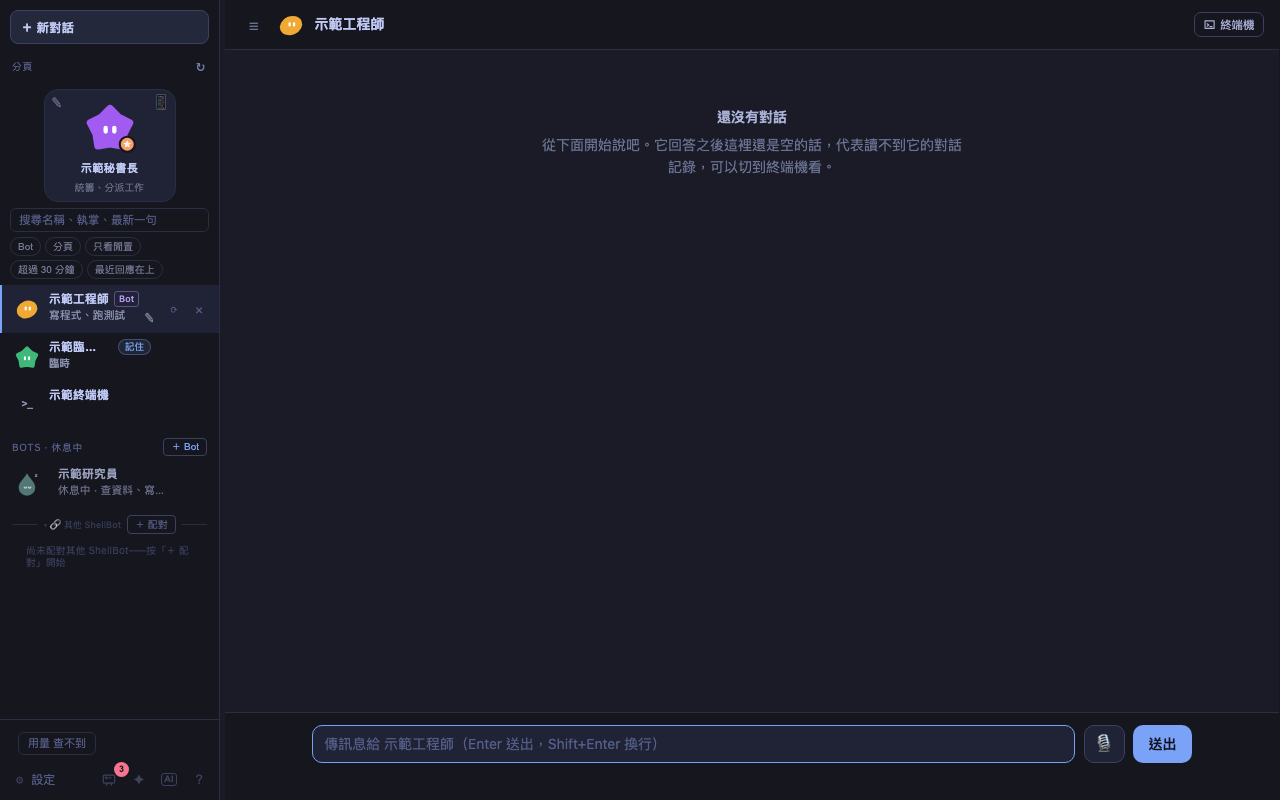 + 新對話
分頁
示範秘書長
統籌、分派工作
搜尋名稱、執掌、最新一句
Bot
分頁
只看閒置
超過 30 分鐘
最近回應在上
示範工程師 Bot
寫程式、跑測試
示範臨... 記住
臨時
>_ 示範終端機
BOTS · 休息中
+ Bot
示範研究員
休息中 · 查資料、寫...
其他 ShellBot
+ 配對
尚未配對其他 ShellBot——按「+ 配
對」開始
用量 查不到
設定
3
AI
?
示範工程師
終端機
還沒有對話
從下面開始說吧。它回答之後這裡還是空的話，代表讀不到它的對話
記錄，可以切到終端機看。
傳訊息給 示範工程師（Enter 送出，Shift+Enter 換行）
送出